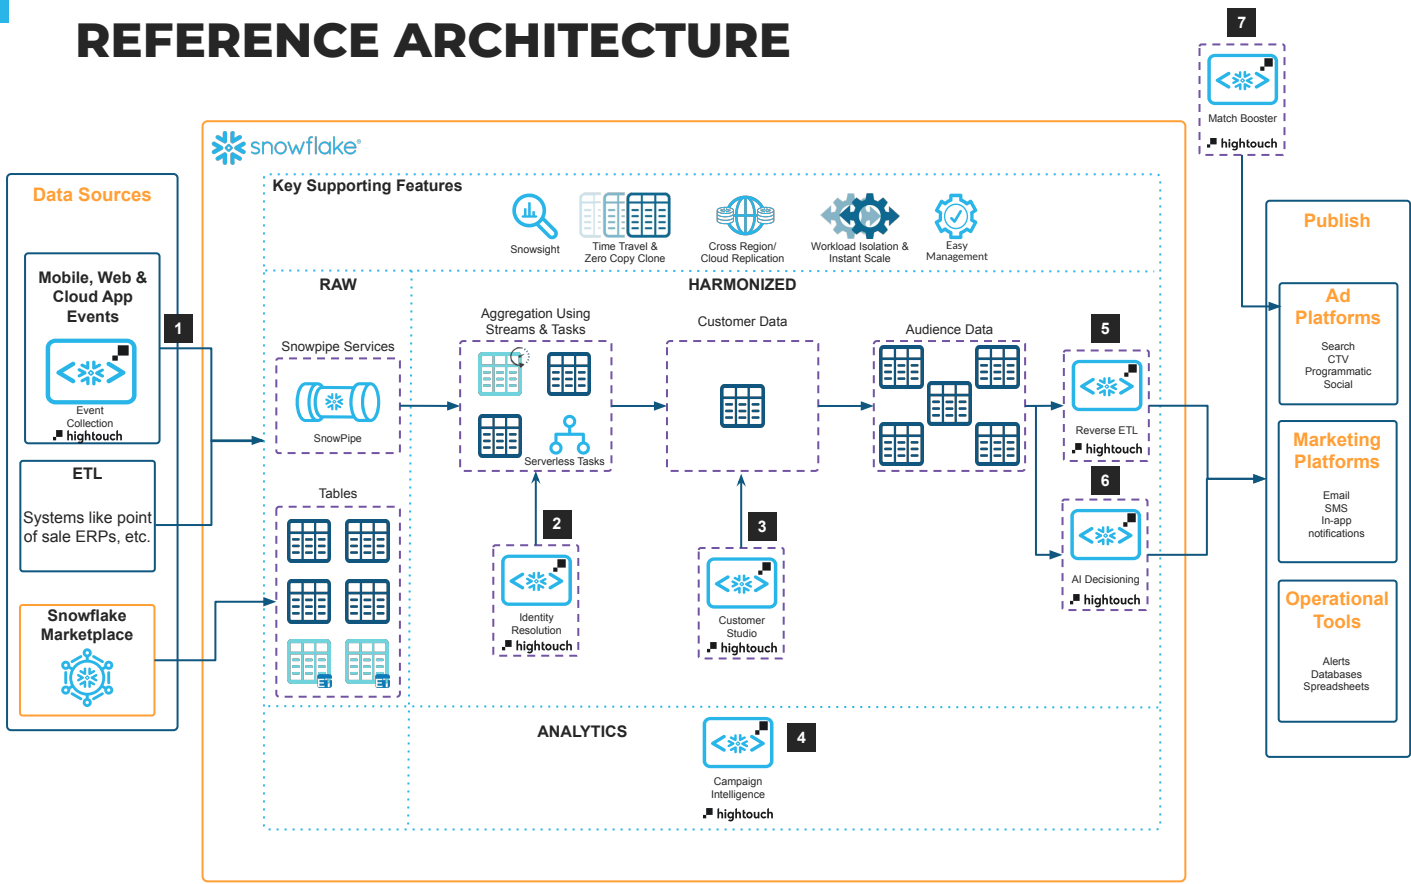 REFERENCE ARCHITECTURE
7
Match Booster
hightouch
snowflake®
Data Sources
Mobile, Web &
Cloud App
Events
Event
Collection
hightouch
1
ETL
Systems like point
of sale ERPs, etc.
Snowflake
Marketplace
Key Supporting Features
Snowsight
Time Travel &
Zero Copy Clone
Cross Region/
Cloud Replication
Workload Isolation &
Instant Scale
Easy
Management
RAW
Snowpipe Services
SnowPipe
Tables
HARMONIZED
Aggregation Using
Streams & Tasks
Serverless Tasks
2
Identity
Resolution
hightouch
Customer Data
3
Customer
Studio
hightouch
Audience Data
5
Reverse ETL
hightouch
6
AI Decisioning
hightouch
ANALYTICS
4
Campaign
Intelligence
hightouch
Publish
Ad
Platforms
Search
CTV
Programmatic
Social
Marketing
Platforms
Email
SMS
In-app
notifications
Operational
Tools
Alerts
Databases
Spreadsheets